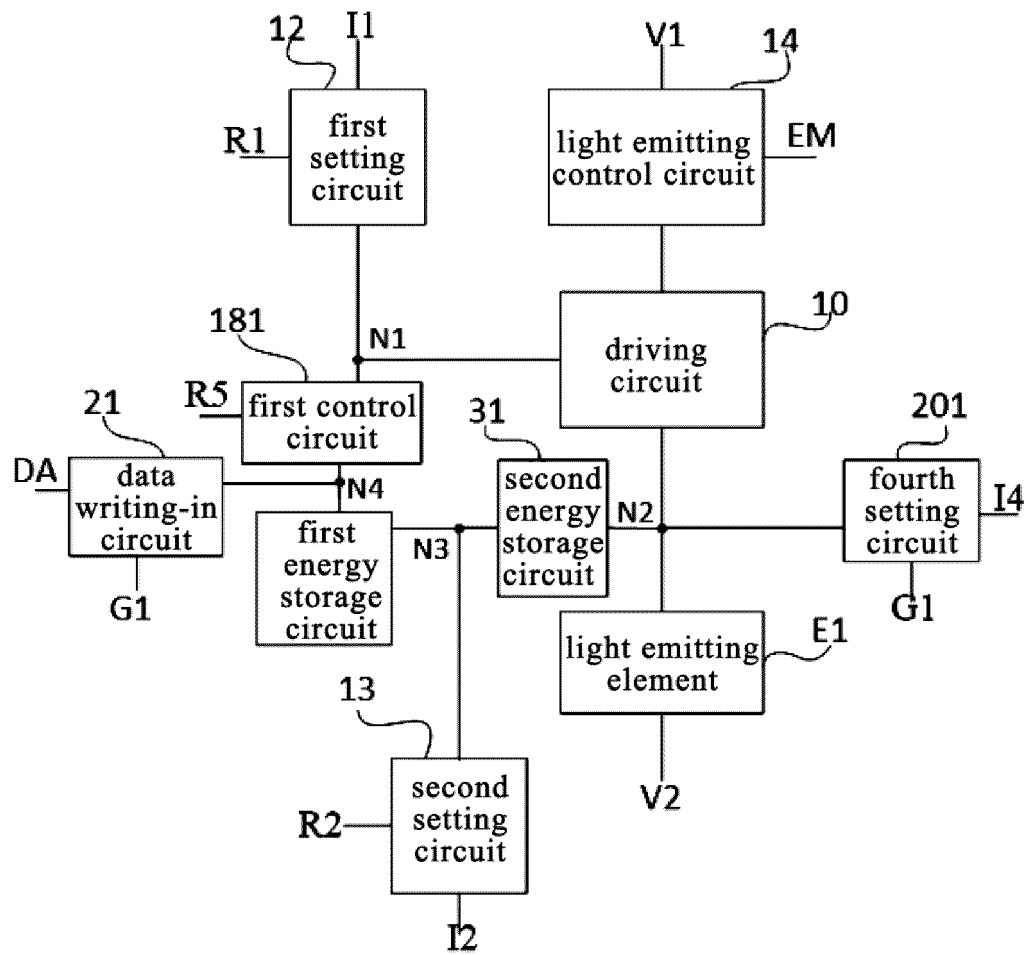 12
I1
V1
14
R1
first
setting
circuit
light emitting
control circuit
EM
181
N1
driving
circuit
10
R5
first control
circuit
21
31
201
DA
data
writing-in
circuit
N4
second
energy
storage
circuit
N2
fourth
setting
circuit
I4
N3
first
energy
storage
circuit
G1
G1
light emitting
element
E1
13
V2
R2
second
setting
circuit
I2